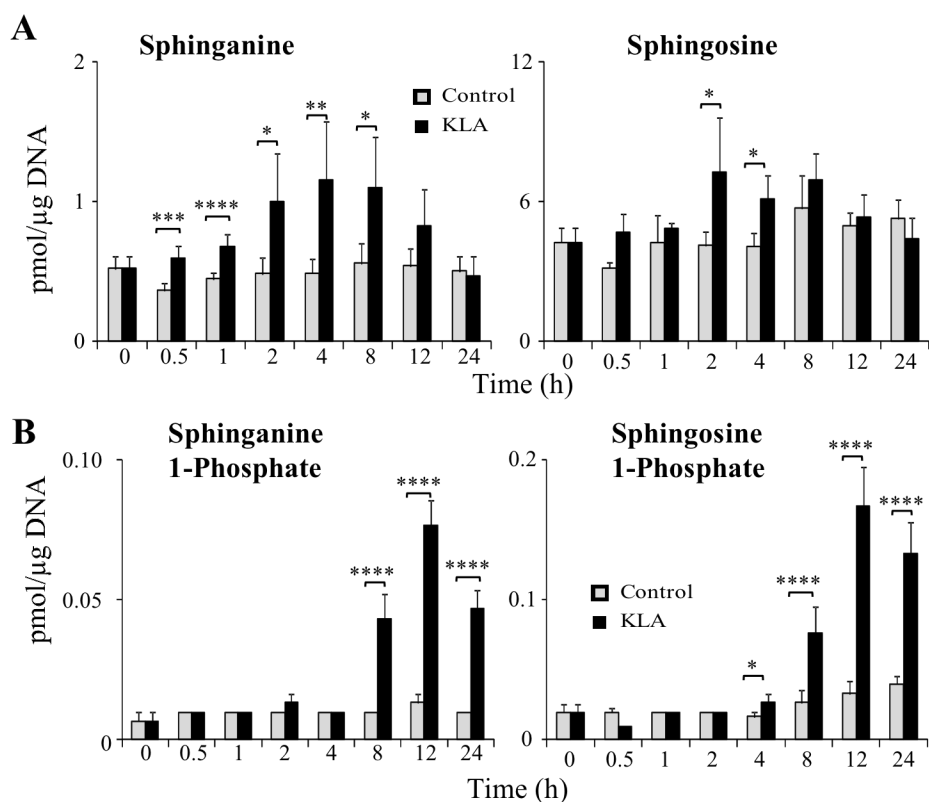 A
Sphinganine
Sphingosine
pmol/µg DNA
2
1
0
*** **** * ** *
Control
KLA
0 0.5 1 2 4 8 12 24
12
6
0
* *
0 0.5 1 2 4 8 12 24
Time (h)
B
Sphinganine
1-Phosphate
Sphingosine
1-Phosphate
pmol/µg DNA
0.10
0.05
0
**** **** ****
0 0.5 1 2 4 8 12 24
0.2
0.1
0
* **** **** ****
Control
KLA
0 0.5 1 2 4 8 12 24
Time (h)